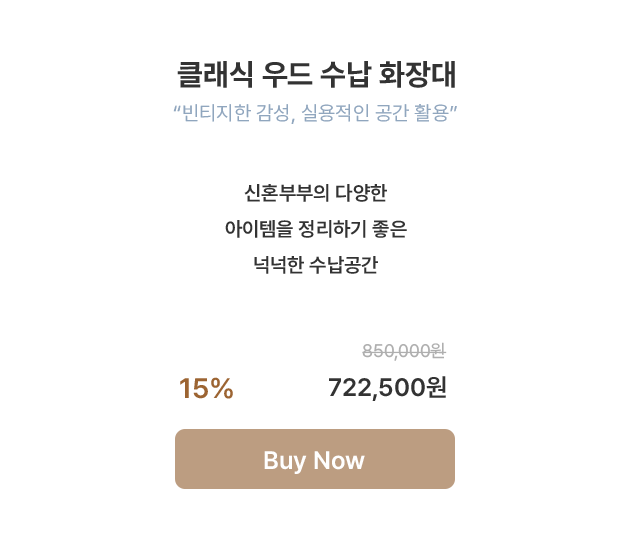 클래식 우드 수납 화장대
“빈티지한 감성, 실용적인 공간 활용”
신혼부부의 다양한
아이템을 정리하기 좋은
넉넉한 수납공간
850,000원
15% 722,500원
Buy Now